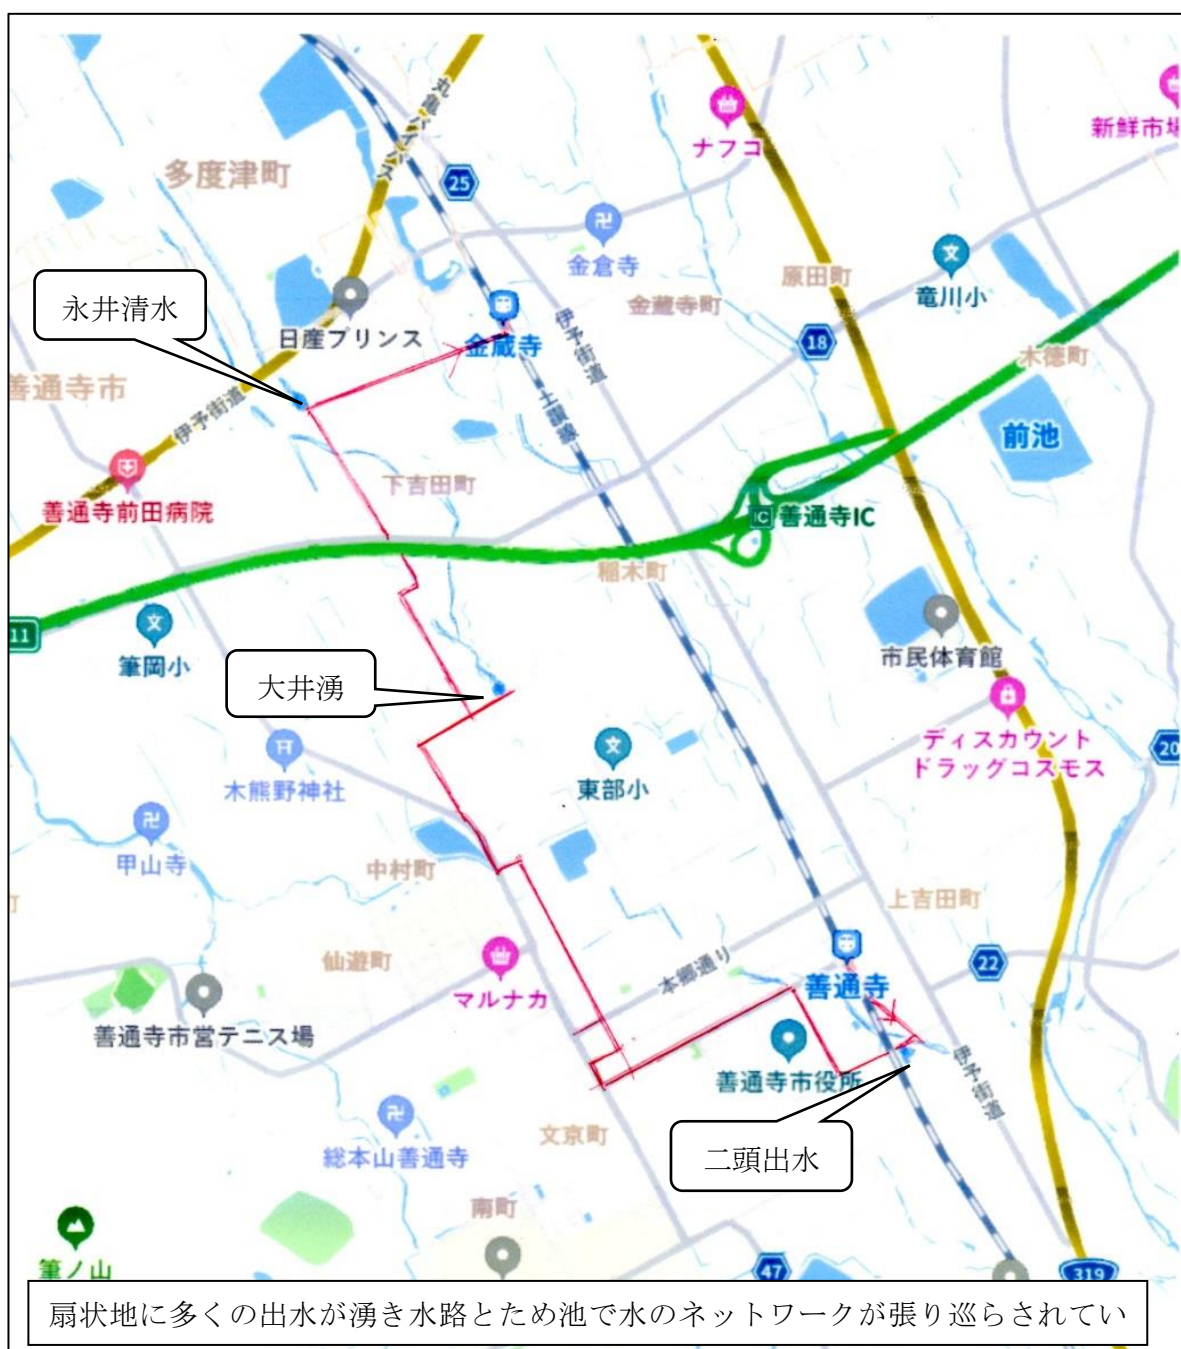 丸亀バイパス
ナフコ
新鮮市場
多度津町
25
金倉寺
原田町
竜川小
永井清水
金蔵寺町
日産プリンス
伊予街道
金蔵寺
18
木徳町
善通寺市
伊予街道
土讃線
前池
下吉田町
善通寺前田病院
IC
善通寺IC
稲木町
11
筆岡小
市民体育館
大井湧
ディスカウント
ドラッグコスモス
20
東部小
木熊野神社
甲山寺
中村町
上吉田町
仙遊町
本郷通り
22
マルナカ
善通寺
善通寺市営テニス場
善通寺市役所
伊予街道
文京町
総本山善通寺
二頭出水
南町
筆ノ山
47
319
扇状地に多くの出水が湧き水路とため池で水のネットワークが張り巡らされてい